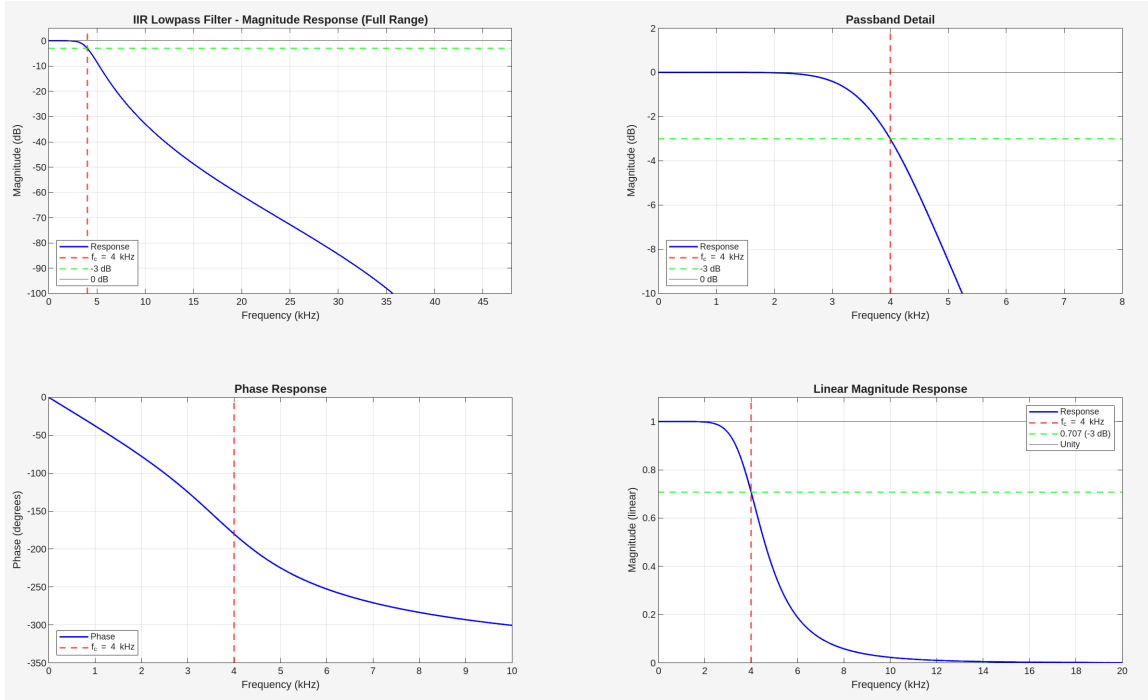 IIR Lowpass Filter - Magnitude Response (Full Range)
0
-10
-20
-30
-40
-50
-60
-70
-80
-90
-100
Magnitude (dB)
Response
f_c = 4 kHz
-3 dB
0 dB
0 5 10 15 20 25 30 35 40 45
Frequency (kHz)
Passband Detail
2
0
-2
-4
-6
-8
-10
Magnitude (dB)
Response
f_c = 4 kHz
-3 dB
0 dB
0 1 2 3 4 5 6 7 8
Frequency (kHz)
Phase Response
0
-50
-100
-150
-200
-250
-300
-350
Phase (degrees)
Phase
f_c = 4 kHz
0 1 2 3 4 5 6 7 8 9 10
Frequency (kHz)
Linear Magnitude Response
1
0.8
0.6
0.4
0.2
0
Magnitude (linear)
Response
f_c = 4 kHz
0.707 (-3 dB)
Unity
0 2 4 6 8 10 12 14 16 18 20
Frequency (kHz)